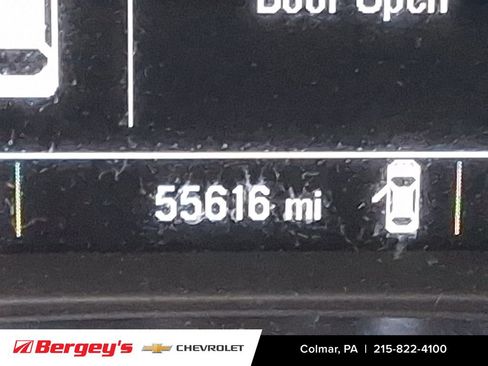 Door Open
55616 mi
Bergey's CHEVROLET Colmar, PA | 215-822-4100